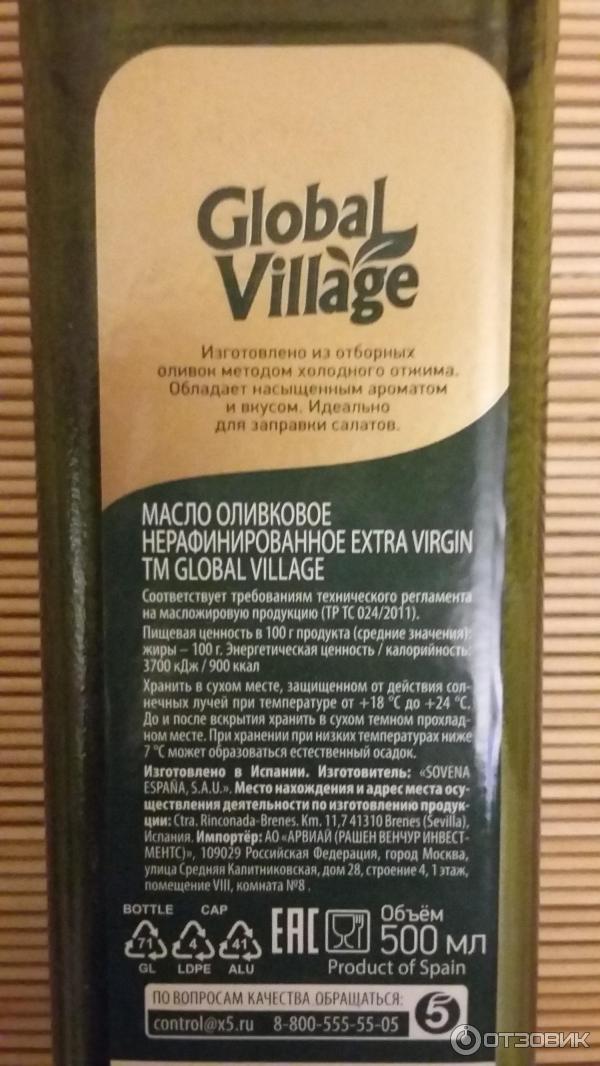 Global
Village
Изготовлено из отборных
оливок методом холодного отжима.
Обладает насыщенным ароматом
и вкусом. Идеально
для заправки салатов.
МАСЛО ОЛИВКОВОЕ
НЕРАФИНИРОВАННОЕ EXTRA VIRGIN
ТМ GLOBAL VILLAGE
Соответствует требованиям технического регламента
на масложировую продукцию (ТР ТС 024/2011).
Пищевая ценность в 100 г продукта (средние значения):
жиры – 100 г. Энергетическая ценность / калорийность:
3700 кДж / 900 ккал
Хранить в сухом месте, защищенном от действия сол-
нечных лучей при температуре от +18 °С до +24 °С.
До и после вскрытия хранить в сухом темном прохлад-
ном месте. При хранении при низких температурах ниже
7 °С может образоваться естественный осадок.
Изготовлено в Испании. Изготовитель: «SOVENA
ESPAÑA, S.A.U.». Место нахождения и адрес места осу-
ществления деятельности по изготовлению продук-
ции: Ctra. Rinconada-Brenes. Km. 11,7 41310 Brenes (Sevilla),
Испания. Импортёр: АО «АРВИАЙ (РАШЕН ВЕНЧУР ИНВЕСТ-
МЕНТС)», 109029 Российская Федерация, город Москва,
улица Средняя Калитниковская, дом 28, строение 4, 1 этаж,
помещение VIII, комната №8 .
BOTTLE CAP
71 4 41
GL LDPE ALU
EAC
Объём
500 мл
Product of Spain
ПО ВОПРОСАМ КАЧЕСТВА ОБРАЩАТЬСЯ:
control@x5.ru 8-800-555-55-05
5
ОТЗОВИК